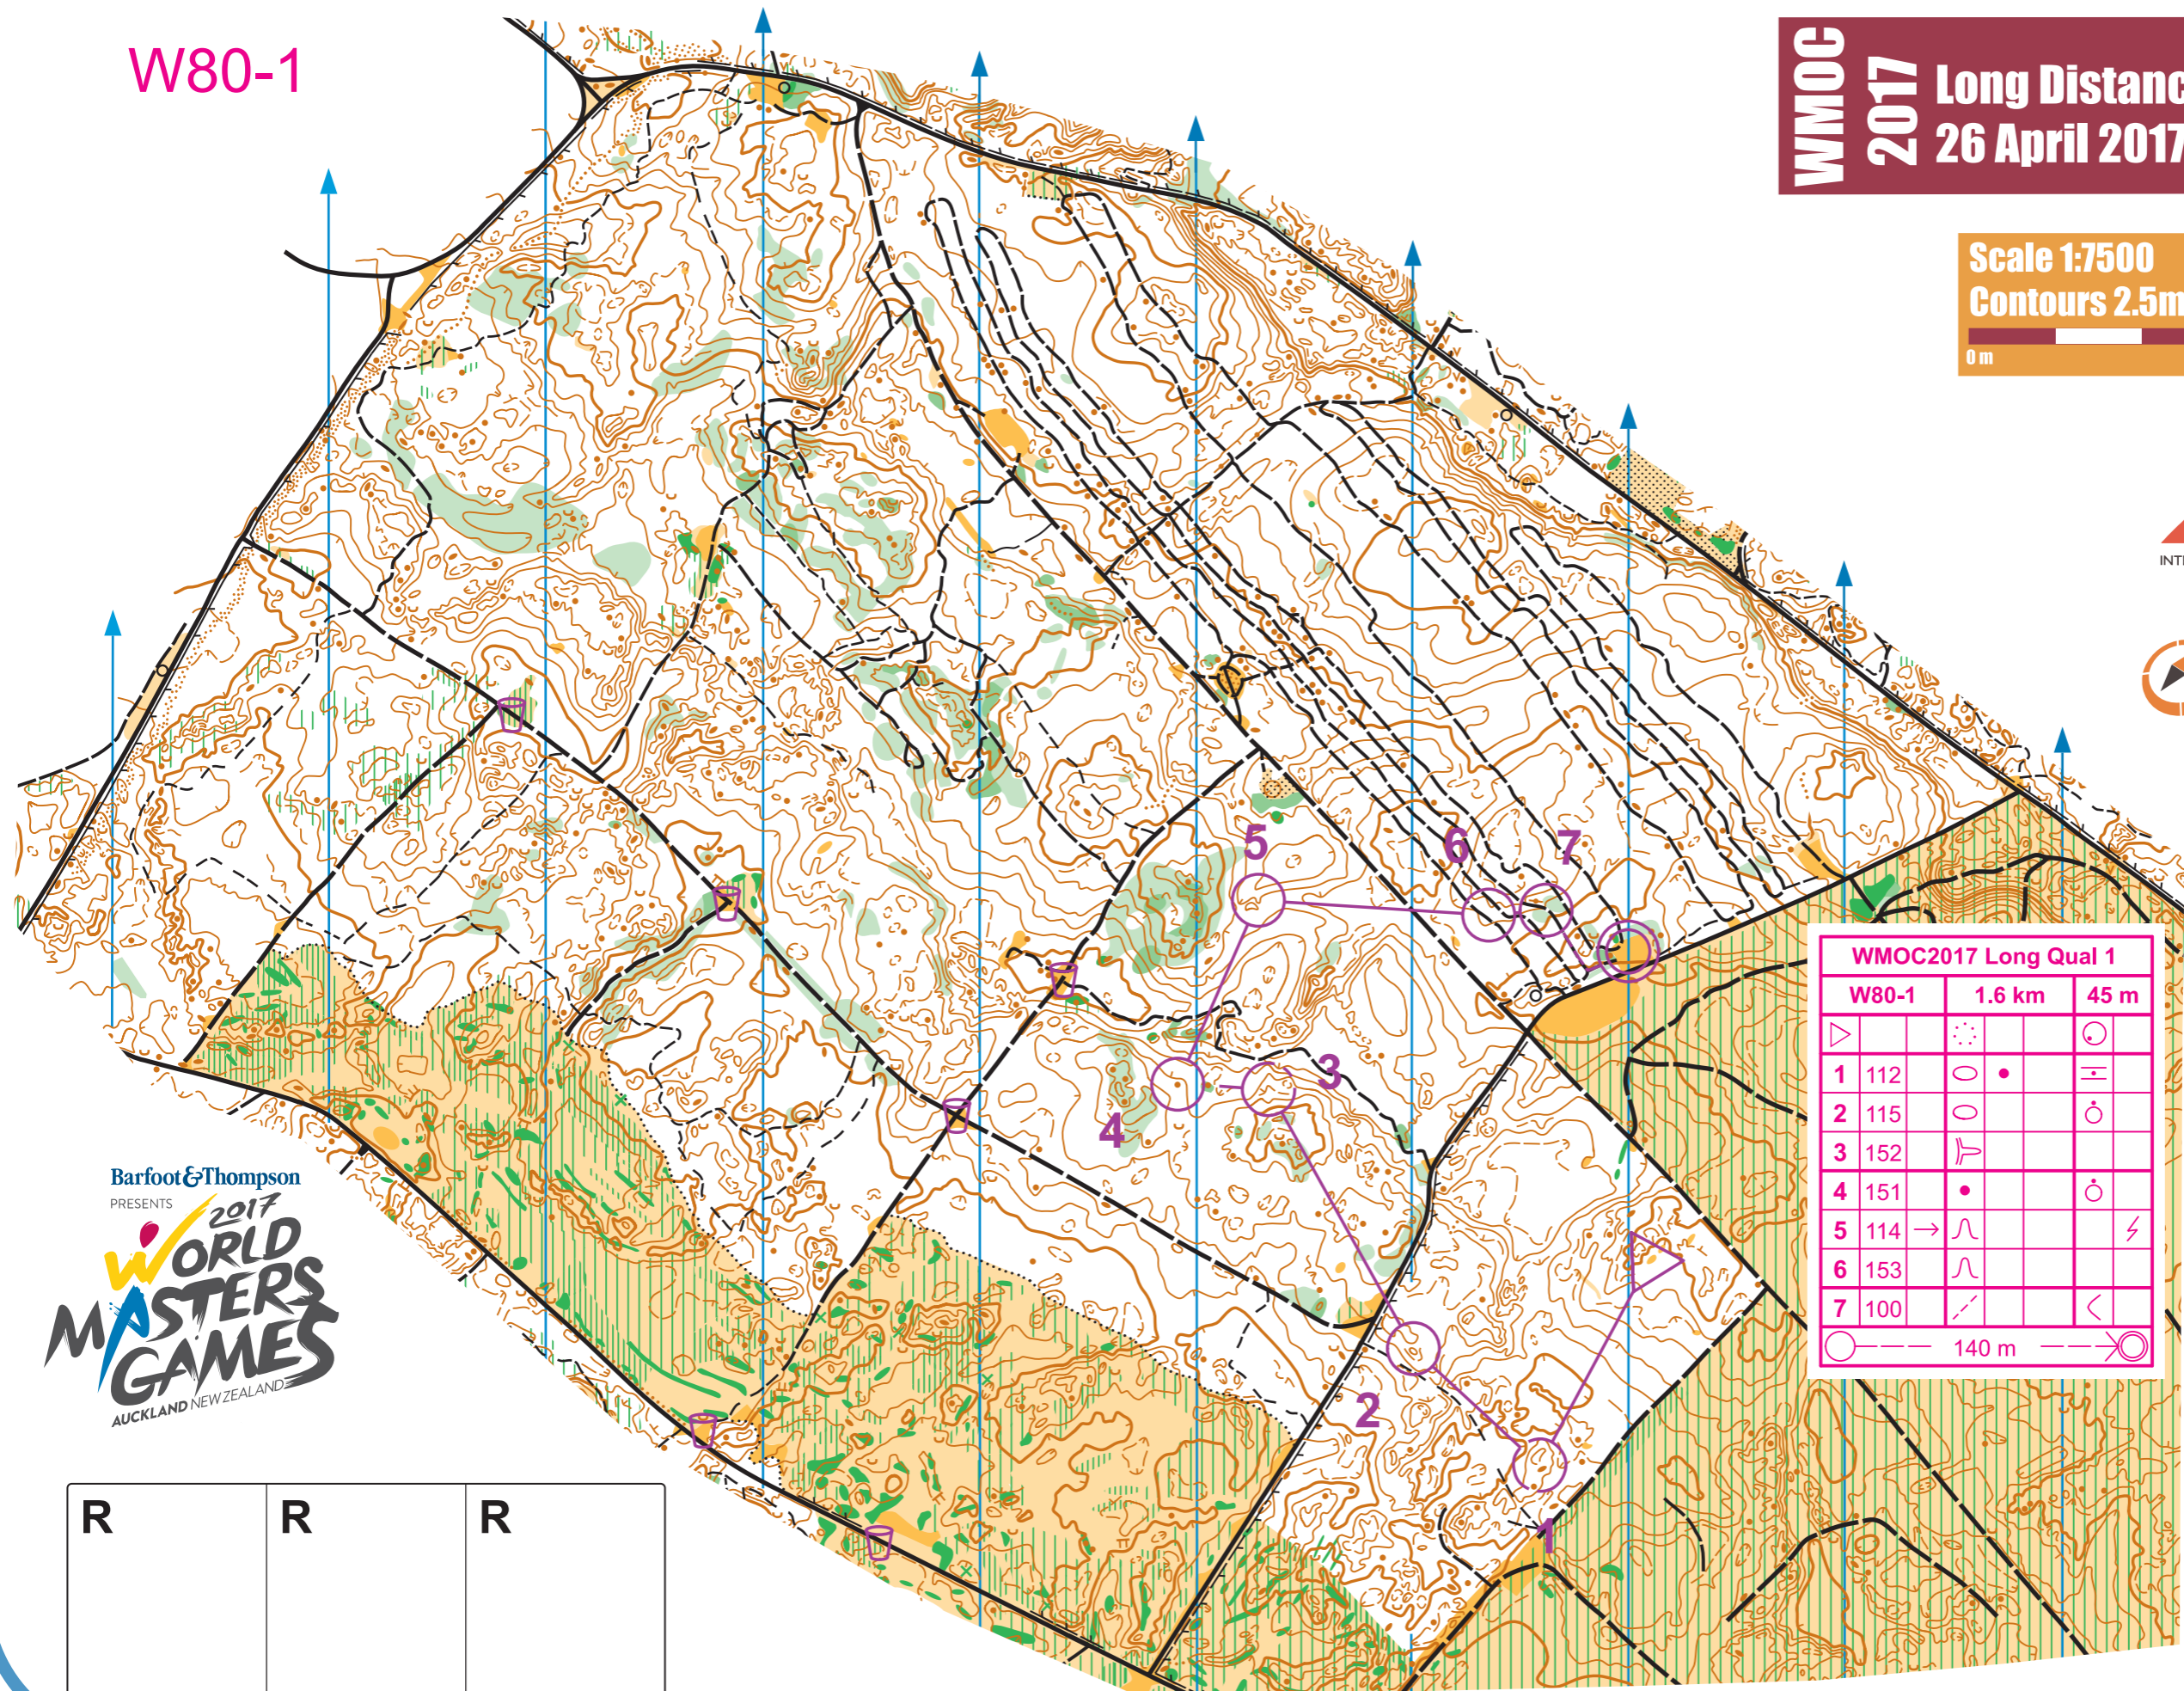 W80-1
WMOC
2017
Long Distanc
26 April 2017
Scale 1:7500
Contours 2.5m
0 m
INT
5
6
7
3
4
2
1
WMOC2017 Long Qual 1
W80-1 1.6 km 45 m
1 112
2 115
3 152
4 151
5 114
6 153
7 100
140 m
Barfoot&Thompson
PRESENTS
2017
WORLD
MASTERS
GAMES
AUCKLAND NEW ZEALAND
R R R